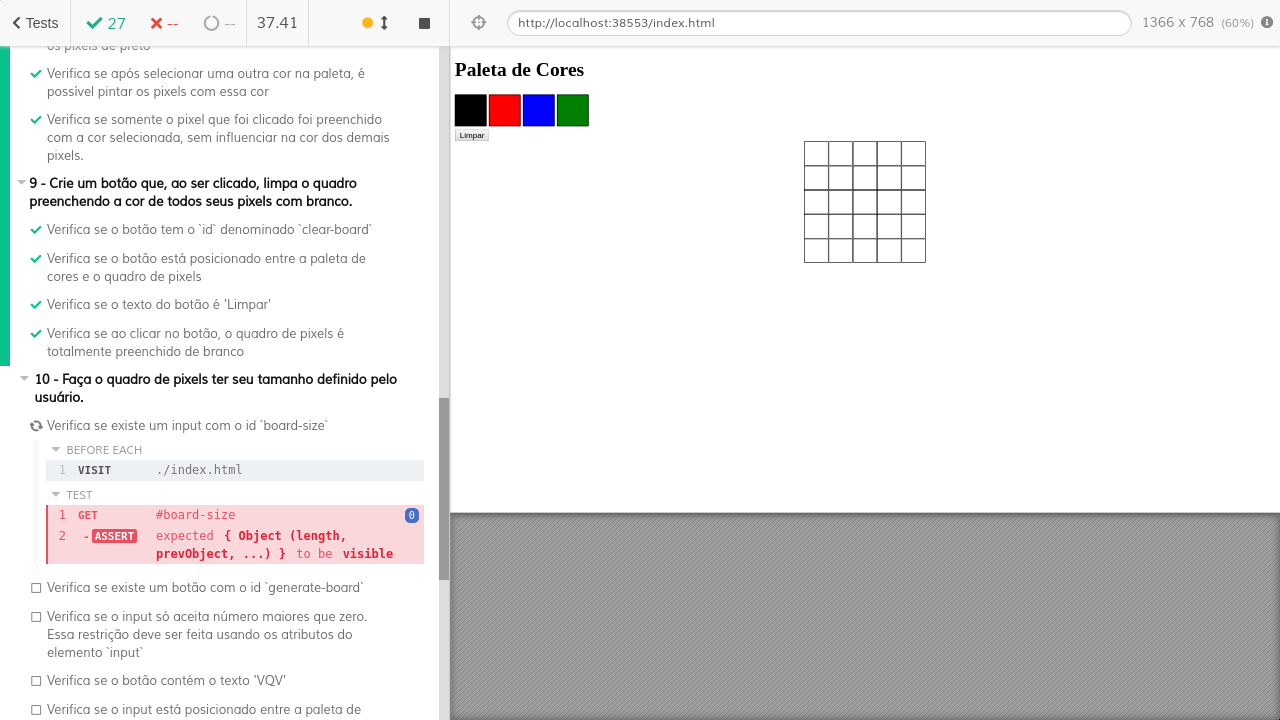 Tests
27
--
--
37.41
http://localhost:38553/index.html
1366 x 768 (60%)
os pixels de preto
Verifica se após selecionar uma outra cor na paleta, é
possível pintar os pixels com essa cor
Verifica se somente o pixel que foi clicado foi preenchido
com a cor selecionada, sem influenciar na cor dos demais
pixels.
9 - Crie um botão que, ao ser clicado, limpa o quadro
preenchendo a cor de todos seus pixels com branco.
Verifica se o botão tem o `id` denominado `clear-board`
Verifica se o botão está posicionado entre a paleta de
cores e o quadro de pixels
Verifica se o texto do botão é 'Limpar'
Verifica se ao clicar no botão, o quadro de pixels é
totalmente preenchido de branco
10 - Faça o quadro de pixels ter seu tamanho definido pelo
usuário.
Verifica se existe um input com o id `board-size`
BEFORE EACH
1 VISIT ./index.html
TEST
1 GET #board-size 0
2 -ASSERT expected { Object (length,
prevObject, ...) } to be visible
Verifica se existe um botão com o id `generate-board`
Verifica se o input só aceita número maiores que zero.
Essa restrição deve ser feita usando os atributos do
elemento `input`
Verifica se o botão contém o texto 'VQV'
Verifica se o input está posicionado entre a paleta de
Paleta de Cores
Limpar